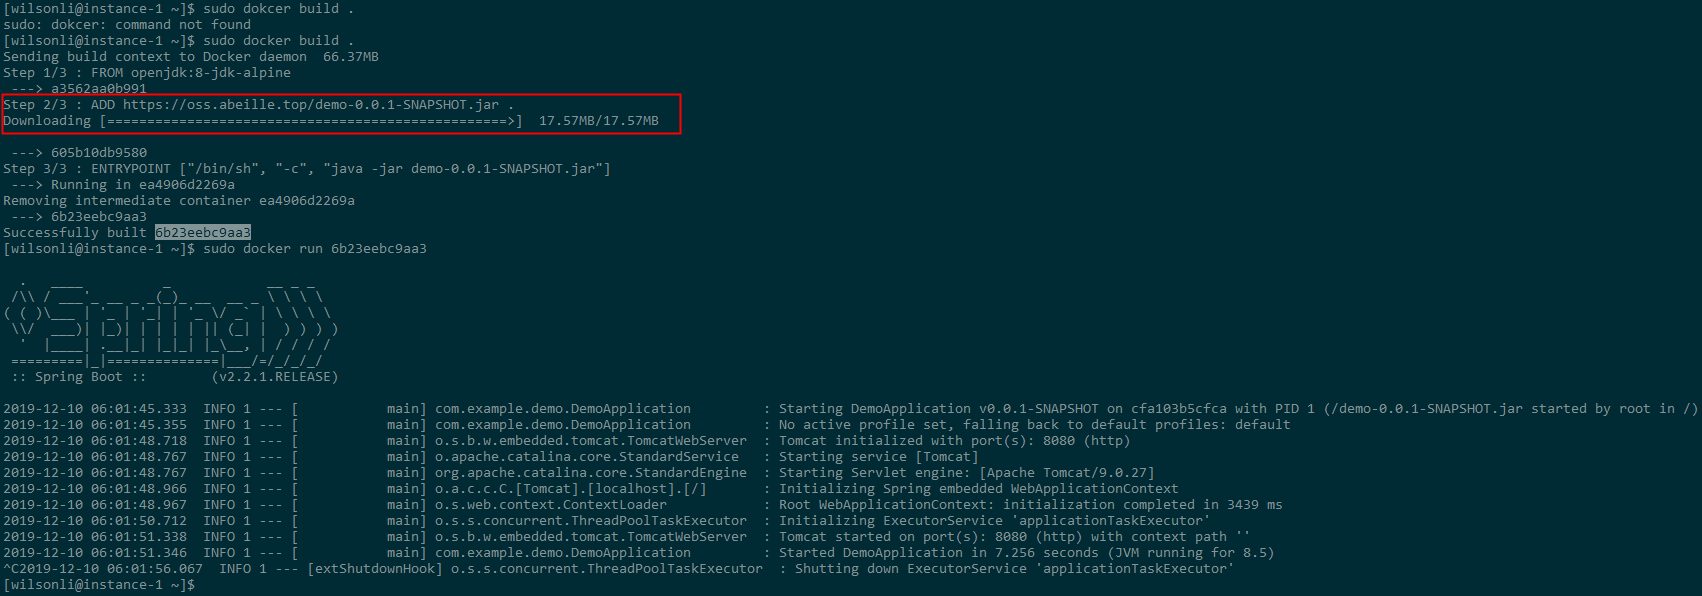 [wilsonli@instance-1 ~]$ sudo dokcer build .
sudo: dokcer: command not found
[wilsonli@instance-1 ~]$ sudo docker build .
Sending build context to Docker daemon  66.37MB
Step 1/3 : FROM openjdk:8-jdk-alpine
 ---> a3562aa0b991
Step 2/3 : ADD https://oss.abeille.top/demo-0.0.1-SNAPSHOT.jar .
Downloading [==================================================>]  17.57MB/17.57MB
 ---> 605b10db9580
Step 3/3 : ENTRYPOINT ["/bin/sh", "-c", "java -jar demo-0.0.1-SNAPSHOT.jar"]
 ---> Running in ea4906d2269a
Removing intermediate container ea4906d2269a
 ---> 6b23eebc9aa3
Successfully built 6b23eebc9aa3
[wilsonli@instance-1 ~]$ sudo docker run 6b23eebc9aa3
  .   ____          _            __ _ _
 /\\ / ___'_ __ _ _(_)_ __  __ _ \ \ \ \
( ( )\___ | '_ | '_| | '_ \/ _` | \ \ \ \
 \\/  ___)| |_)| | | | | || (_| |  ) ) ) )
  '  |____| .__|_| |_|_| |_\__, | / / / /
 =========|_|==============|___/=/_/_/_/
 :: Spring Boot ::        (v2.2.1.RELEASE)
2019-12-10 06:01:45.333  INFO 1 --- [           main] com.example.demo.DemoApplication         : Starting DemoApplication v0.0.1-SNAPSHOT on cfa103b5cfca with PID 1 (/demo-0.0.1-SNAPSHOT.jar started by root in /)
2019-12-10 06:01:45.355  INFO 1 --- [           main] com.example.demo.DemoApplication         : No active profile set, falling back to default profiles: default
2019-12-10 06:01:48.718  INFO 1 --- [           main] o.s.b.w.embedded.tomcat.TomcatWebServer  : Tomcat initialized with port(s): 8080 (http)
2019-12-10 06:01:48.767  INFO 1 --- [           main] o.apache.catalina.core.StandardService   : Starting service [Tomcat]
2019-12-10 06:01:48.767  INFO 1 --- [           main] org.apache.catalina.core.StandardEngine  : Starting Servlet engine: [Apache Tomcat/9.0.27]
2019-12-10 06:01:48.966  INFO 1 --- [           main] o.a.c.c.C.[Tomcat].[localhost].[/]       : Initializing Spring embedded WebApplicationContext
2019-12-10 06:01:48.967  INFO 1 --- [           main] o.s.web.context.ContextLoader            : Root WebApplicationContext: initialization completed in 3439 ms
2019-12-10 06:01:50.712  INFO 1 --- [           main] o.s.s.concurrent.ThreadPoolTaskExecutor  : Initializing ExecutorService 'applicationTaskExecutor'
2019-12-10 06:01:51.338  INFO 1 --- [           main] o.s.b.w.embedded.tomcat.TomcatWebServer  : Tomcat started on port(s): 8080 (http) with context path ''
2019-12-10 06:01:51.346  INFO 1 --- [           main] com.example.demo.DemoApplication         : Started DemoApplication in 7.256 seconds (JVM running for 8.5)
^C2019-12-10 06:01:56.067  INFO 1 --- [extShutdownHook] o.s.s.concurrent.ThreadPoolTaskExecutor  : Shutting down ExecutorService 'applicationTaskExecutor'
[wilsonli@instance-1 ~]$